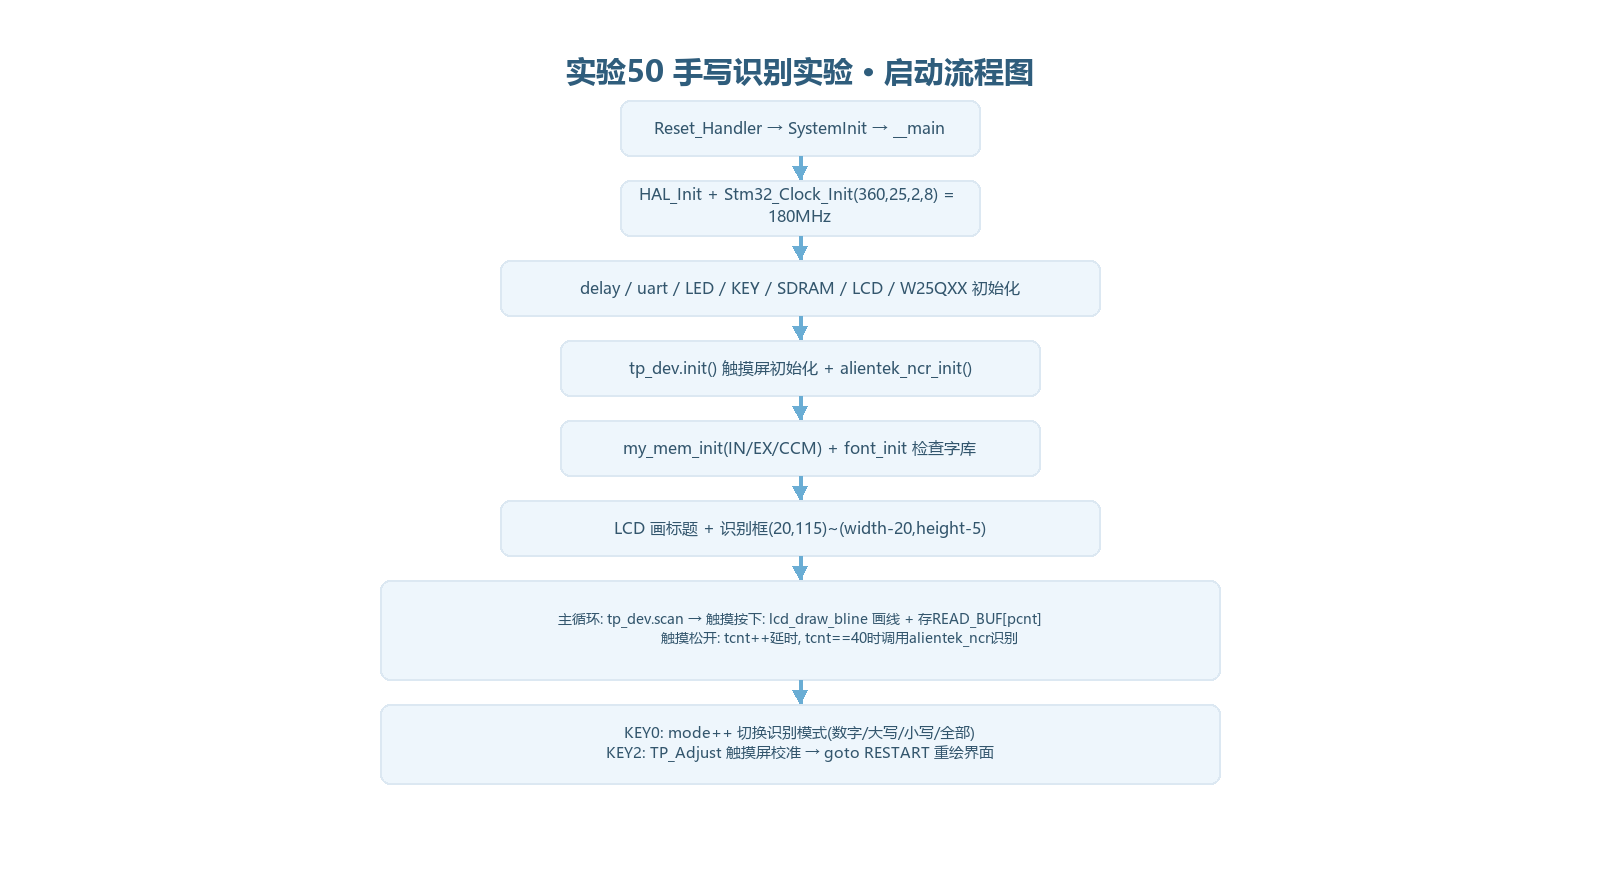 实验50 手写识别实验 • 启动流程图
Reset_Handler → SystemInit → __main
HAL_Init + Stm32_Clock_Init(360,25,2,8) =
180MHz
delay / uart / LED / KEY / SDRAM / LCD / W25QXX 初始化
tp_dev.init() 触摸屏初始化 + alientek_ncr_init()
my_mem_init(IN/EX/CCM) + font_init 检查字库
LCD 画标题 + 识别框(20,115)~(width-20,height-5)
主循环: tp_dev.scan → 触摸按下: lcd_draw_bline 画线 + 存READ_BUF[pcnt]
触摸松开: tcnt++延时, tcnt==40时调用alientek_ncr识别
KEY0: mode++ 切换识别模式(数字/大写/小写/全部)
KEY2: TP_Adjust 触摸屏校准 → goto RESTART 重绘界面